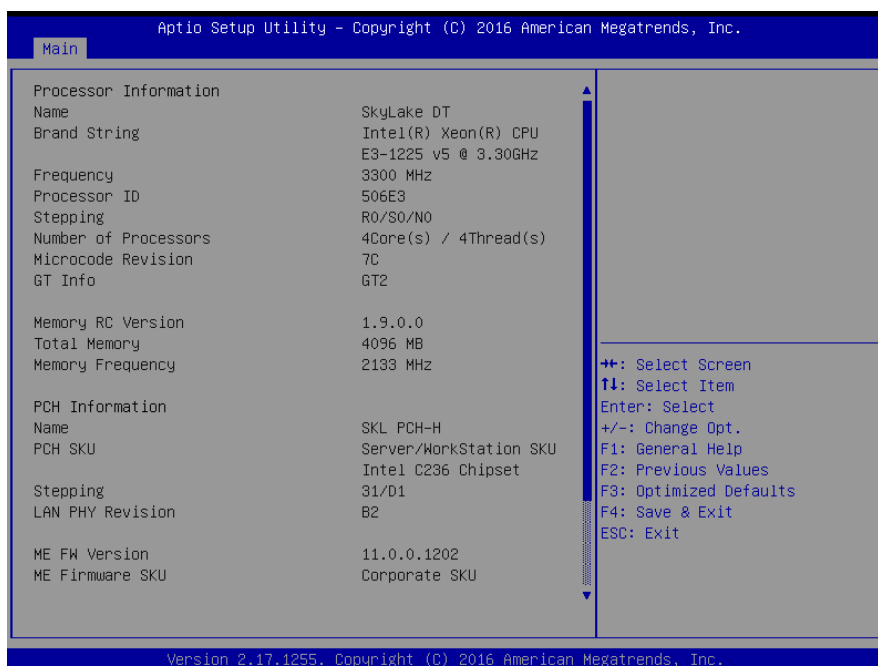 Aptio Setup Utility – Copyright (C) 2016 American Megatrends, Inc.
Main
Processor Information
Name SkyLake DT
Brand String Intel(R) Xeon(R) CPU
E3-1225 v5 @ 3.30GHz
Frequency 3300 MHz
Processor ID 506E3
Stepping R0/S0/N0
Number of Processors 4Core(s) / 4Thread(s)
Microcode Revision 7C
GT Info GT2
Memory RC Version 1.9.0.0
Total Memory 4096 MB
Memory Frequency 2133 MHz
PCH Information
Name SKL PCH-H
PCH SKU Server/WorkStation SKU
Intel C236 Chipset
Stepping 31/D1
LAN PHY Revision B2
ME FW Version 11.0.0.1202
ME Firmware SKU Corporate SKU
→←: Select Screen
↑↓: Select Item
Enter: Select
+/-: Change Opt.
F1: General Help
F2: Previous Values
F3: Optimized Defaults
F4: Save & Exit
ESC: Exit
Version 2.17.1255. Copyright (C) 2016 American Megatrends, Inc.